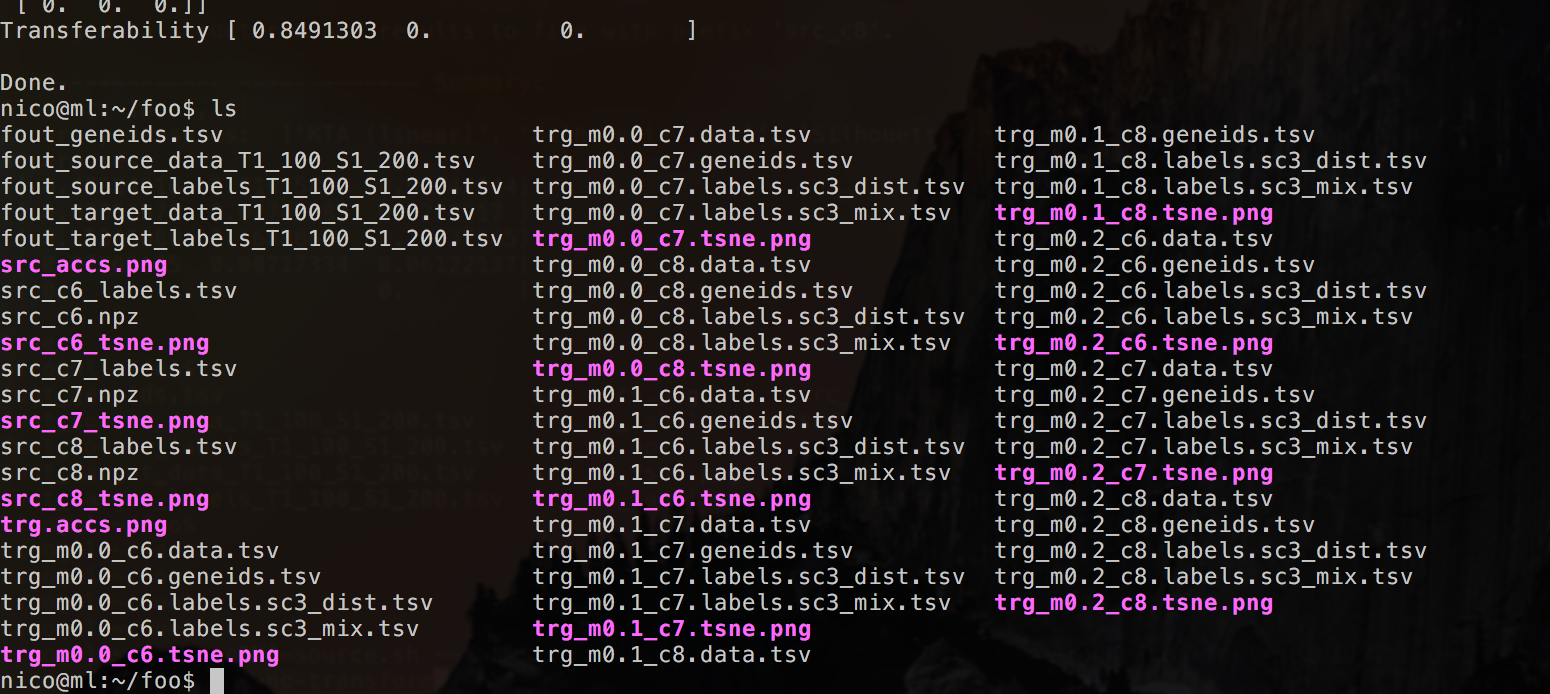 [ 0. 0. 0.]]
Transferability [ 0.8491303 0. 0. ]
Done.
nico@ml:~/foo$ ls
fout_geneids.tsv trg_m0.0_c7.data.tsv trg_m0.1_c8.geneids.tsv
fout_source_data_T1_100_S1_200.tsv trg_m0.0_c7.geneids.tsv trg_m0.1_c8.labels.sc3_dist.tsv
fout_source_labels_T1_100_S1_200.tsv trg_m0.0_c7.labels.sc3_dist.tsv trg_m0.1_c8.labels.sc3_mix.tsv
fout_target_data_T1_100_S1_200.tsv trg_m0.0_c7.labels.sc3_mix.tsv trg_m0.1_c8.tsne.png
fout_target_labels_T1_100_S1_200.tsv trg_m0.0_c7.tsne.png trg_m0.2_c6.data.tsv
src_accs.png trg_m0.0_c8.data.tsv trg_m0.2_c6.geneids.tsv
src_c6_labels.tsv trg_m0.0_c8.geneids.tsv trg_m0.2_c6.labels.sc3_dist.tsv
src_c6.npz trg_m0.0_c8.labels.sc3_dist.tsv trg_m0.2_c6.labels.sc3_mix.tsv
src_c6_tsne.png trg_m0.0_c8.labels.sc3_mix.tsv trg_m0.2_c6.tsne.png
src_c7_labels.tsv trg_m0.0_c8.tsne.png trg_m0.2_c7.data.tsv
src_c7.npz trg_m0.1_c6.data.tsv trg_m0.2_c7.geneids.tsv
src_c7_tsne.png trg_m0.1_c6.geneids.tsv trg_m0.2_c7.labels.sc3_dist.tsv
src_c8_labels.tsv trg_m0.1_c6.labels.sc3_dist.tsv trg_m0.2_c7.labels.sc3_mix.tsv
src_c8.npz trg_m0.1_c6.labels.sc3_mix.tsv trg_m0.2_c7.tsne.png
src_c8_tsne.png trg_m0.1_c6.tsne.png trg_m0.2_c8.data.tsv
trg.accs.png trg_m0.1_c7.data.tsv trg_m0.2_c8.geneids.tsv
trg_m0.0_c6.data.tsv trg_m0.1_c7.geneids.tsv trg_m0.2_c8.labels.sc3_dist.tsv
trg_m0.0_c6.geneids.tsv trg_m0.1_c7.labels.sc3_dist.tsv trg_m0.2_c8.labels.sc3_mix.tsv
trg_m0.0_c6.labels.sc3_dist.tsv trg_m0.1_c7.labels.sc3_mix.tsv trg_m0.2_c8.tsne.png
trg_m0.0_c6.labels.sc3_mix.tsv trg_m0.1_c7.tsne.png
trg_m0.0_c6.tsne.png trg_m0.1_c8.data.tsv
nico@ml:~/foo$